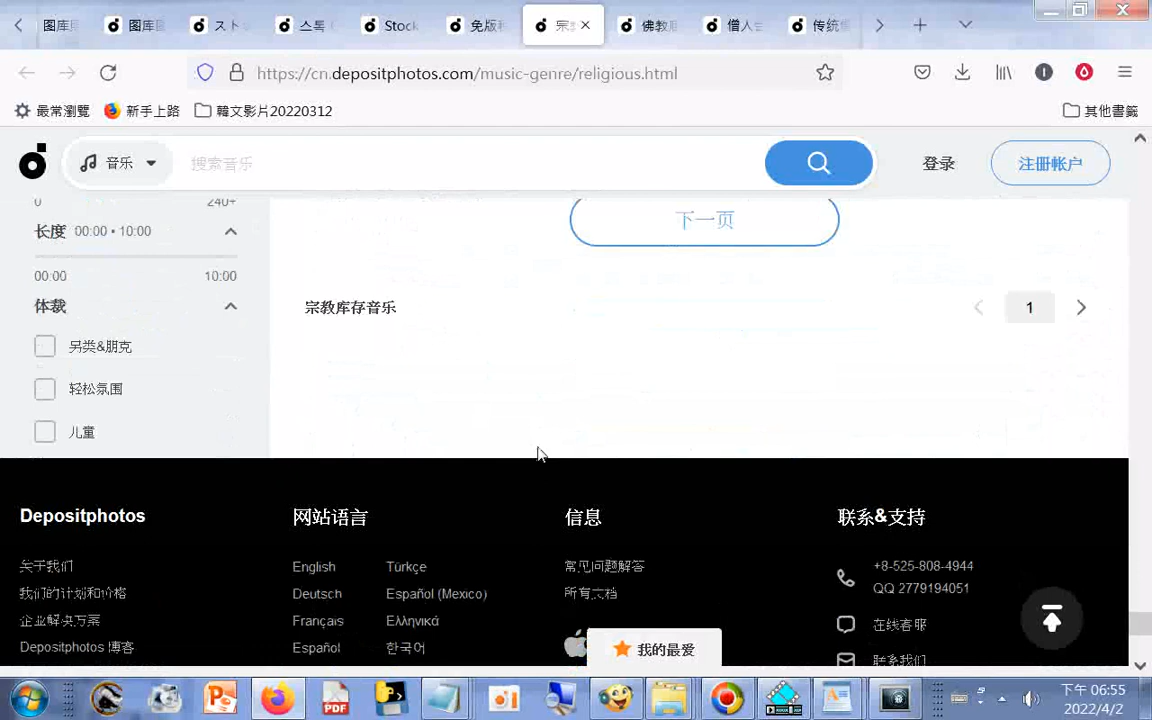 图库
图库图
スト
스톡
Stock
免版
宗
佛教
僧人
传统
https://cn.depositphotos.com/music-genre/religious.html
最常瀏覽
新手上路
韓文影片20220312
其他書籤
音乐
搜索音乐
登录
注册帐户
0
240+
长度 00:00 • 10:00
00:00
10:00
体裁
另类&朋克
轻松氛围
儿童
下一页
宗教库存音乐
1
Depositphotos
关于我们
我们的计划和价格
企业解决方案
Depositphotos 博客
网站语言
English
Türkçe
Deutsch
Español (Mexico)
Français
Ελληνικά
Español
한국어
信息
常见问题解答
所有文档
我的最爱
联系&支持
+8-525-808-4944
QQ 2779194051
在线客服
联系我们
下午 06:55
2022/4/2